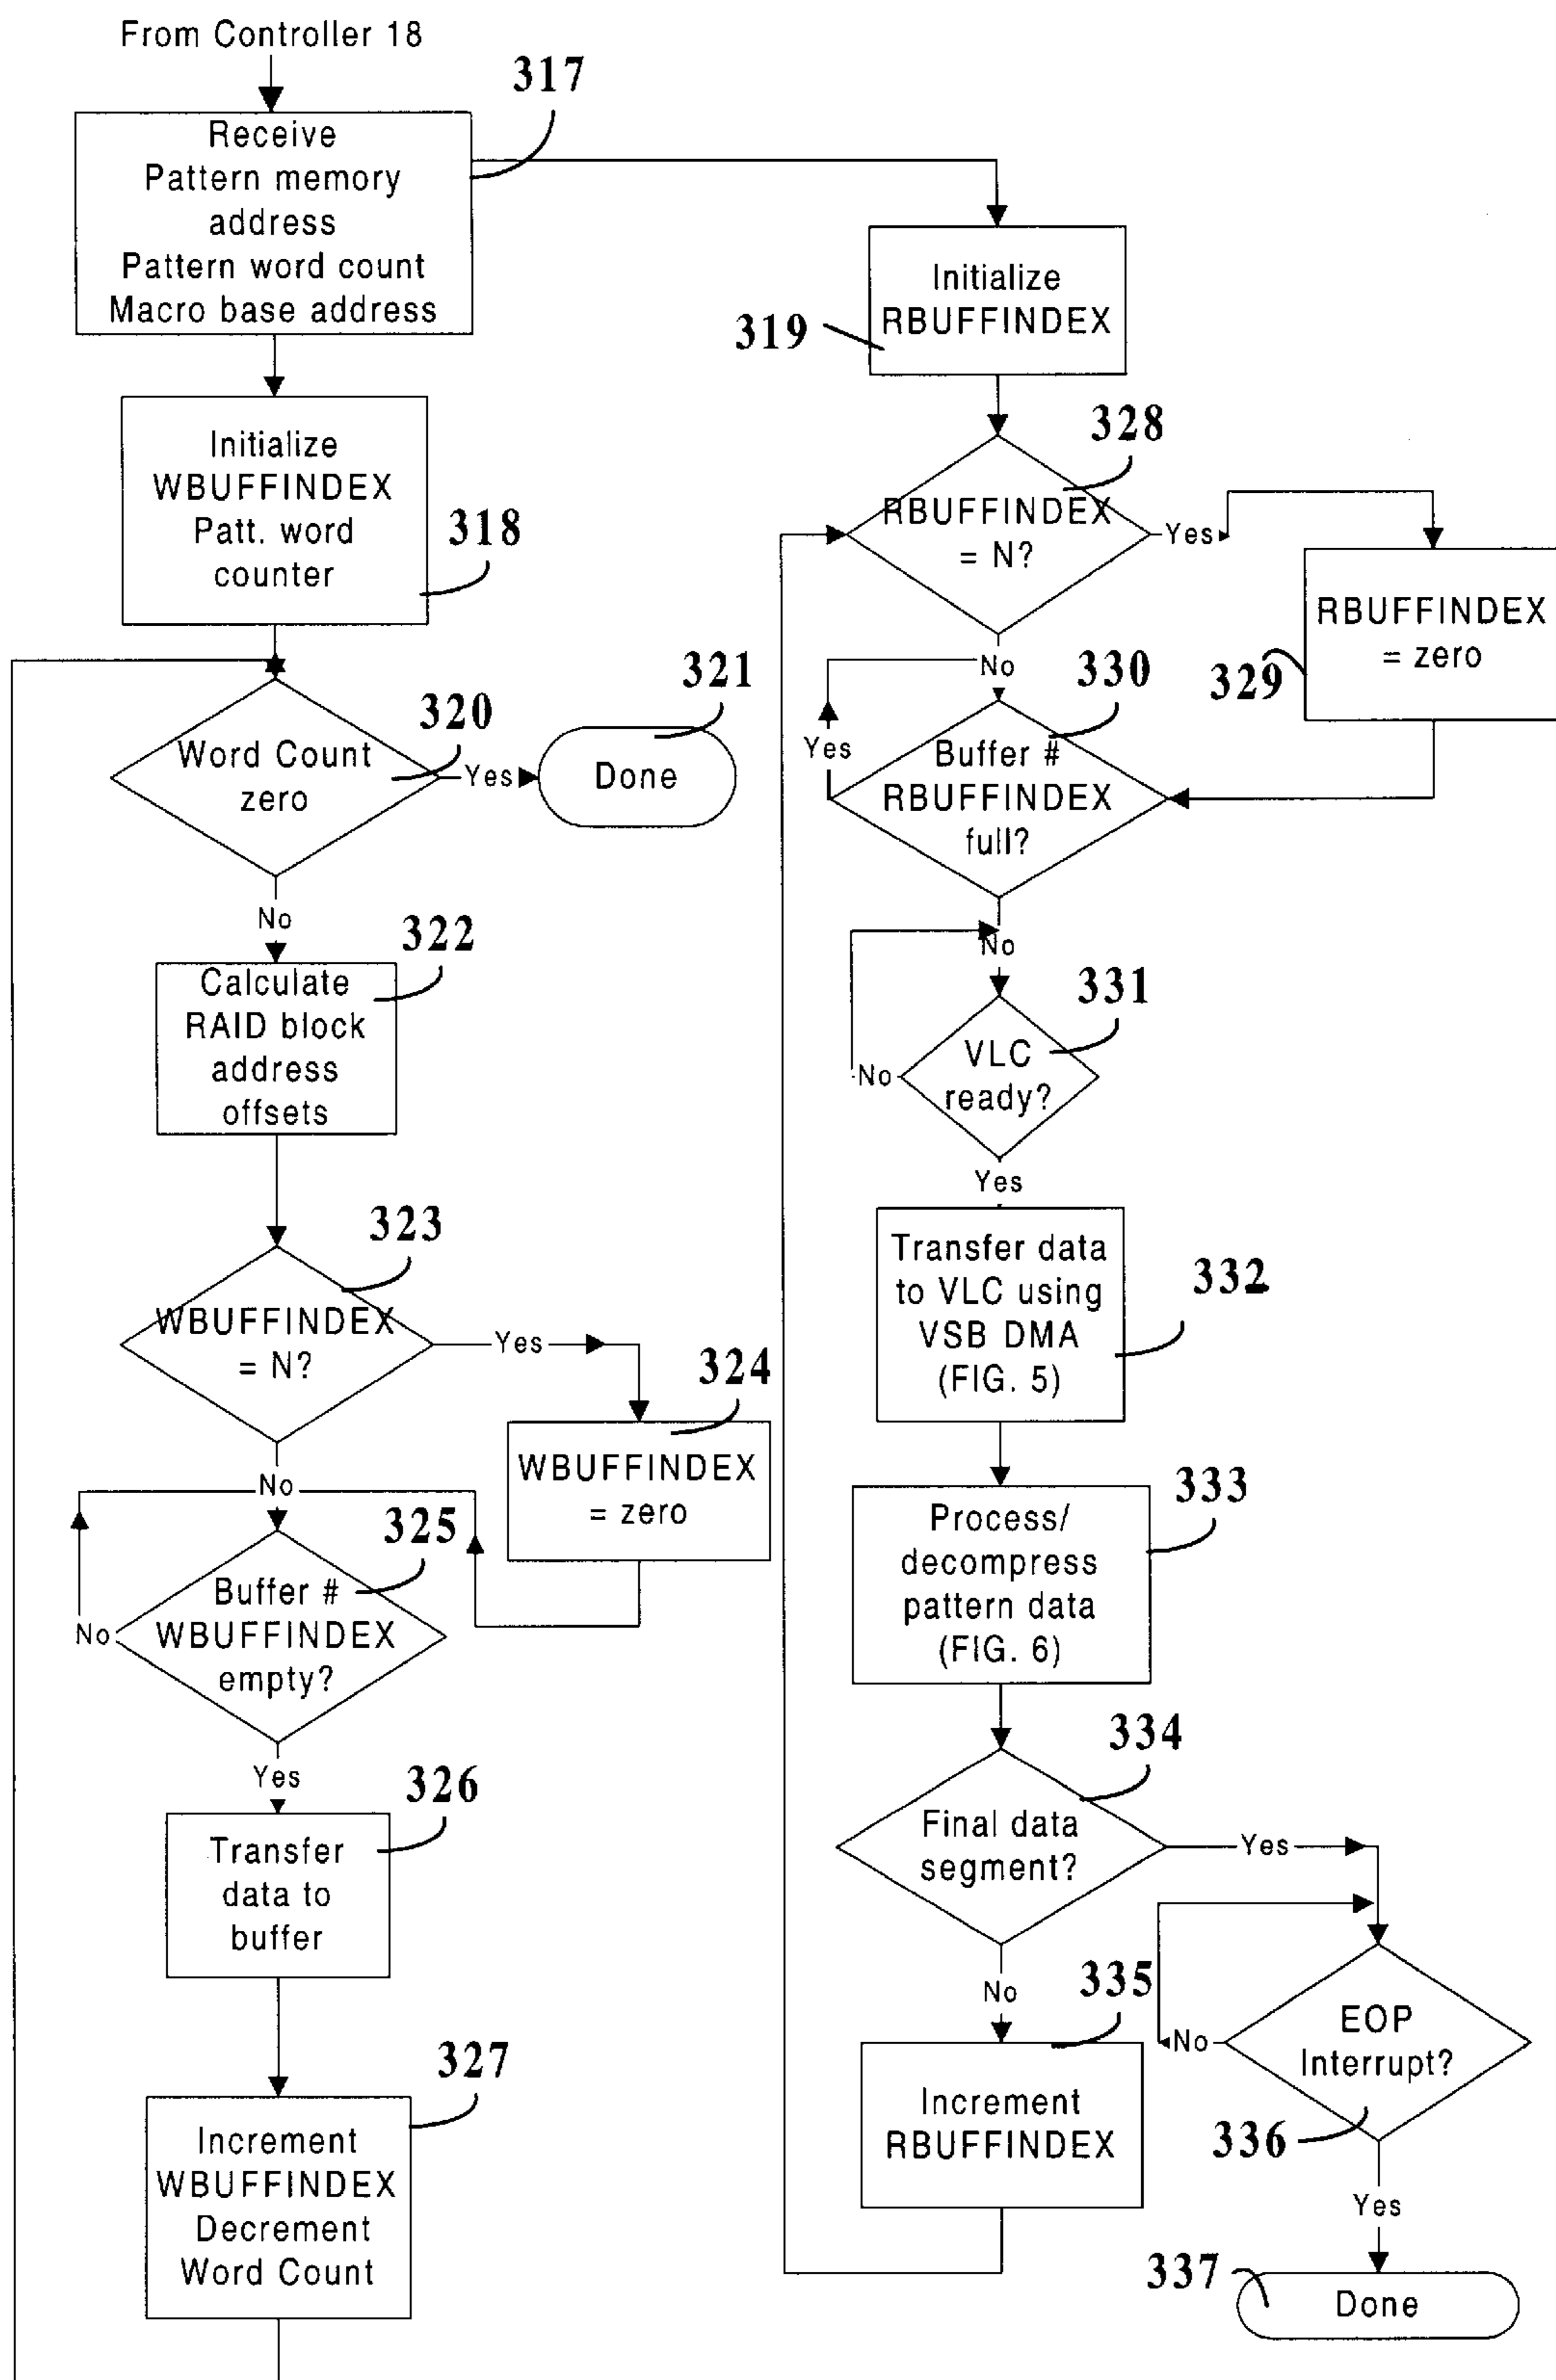 From Controller 18
317
Receive
Pattern memory
address
Pattern word count
Macro base address
Initialize
WBUFFINDEX
Patt. word
counter
318
320
Word Count
zero
Yes
321
Done
No
322
Calculate
RAID block
address
offsets
323
WBUFFINDEX
= N?
Yes
324
WBUFFINDEX
= zero
No
325
Buffer #
WBUFFINDEX
empty?
No
Yes
326
Transfer
data to
buffer
327
Increment
WBUFFINDEX
Decrement
Word Count
Initialize
RBUFFINDEX
319
328
RBUFFINDEX
= N?
Yes
RBUFFINDEX
= zero
329
No
330
Yes
Buffer #
RBUFFINDEX
full?
No
331
VLC
ready?
No
Yes
Transfer data
to VLC using
VSB DMA
(FIG. 5)
332
333
Process/
decompress
pattern data
(FIG. 6)
334
Final data
segment?
Yes
No
335
Increment
RBUFFINDEX
EOP
Interrupt?
No
336
Yes
337
Done